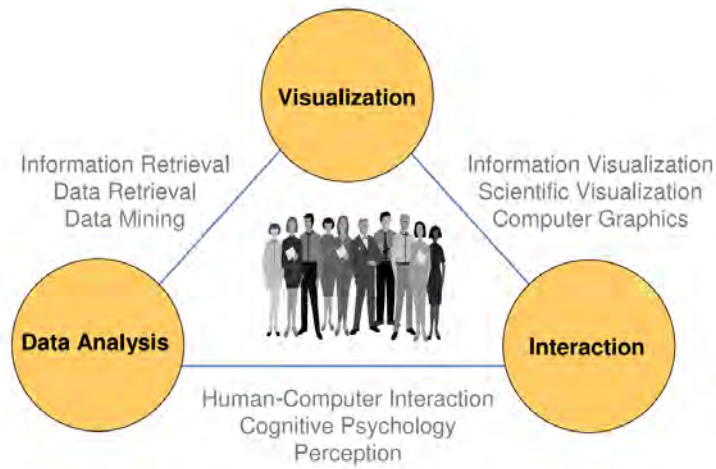 Visualization
Information Retrieval
Data Retrieval
Data Mining
Information Visualization
Scientific Visualization
Computer Graphics
Data Analysis
Interaction
Human-Computer Interaction
Cognitive Psychology
Perception